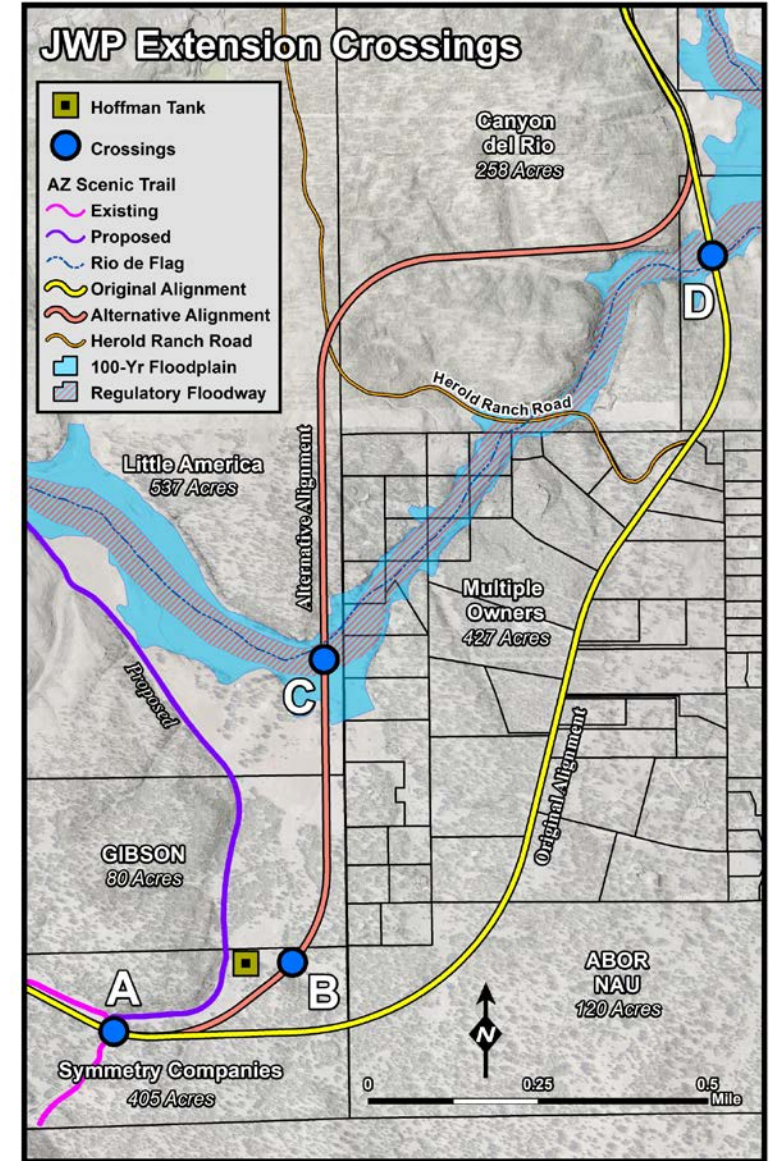 JWP Extension Crossings
Hoffman Tank
Crossings
AZ Scenic Trail
Existing
Proposed
Rio de Flag
Original Alignment
Alternative Alignment
Herold Ranch Road
100-Yr Floodplain
Regulatory Floodway
Canyon
del Rio
258 Acres
D
Herold Ranch Road
Little America
537 Acres
Alternative Alignment
Multiple
Owners
427 Acres
C
Proposed
Original Alignment
GIBSON
80 Acres
A
B
ABOR
NAU
120 Acres
N
Symmetry Companies
405 Acres
0 0.25 0.5
Mile